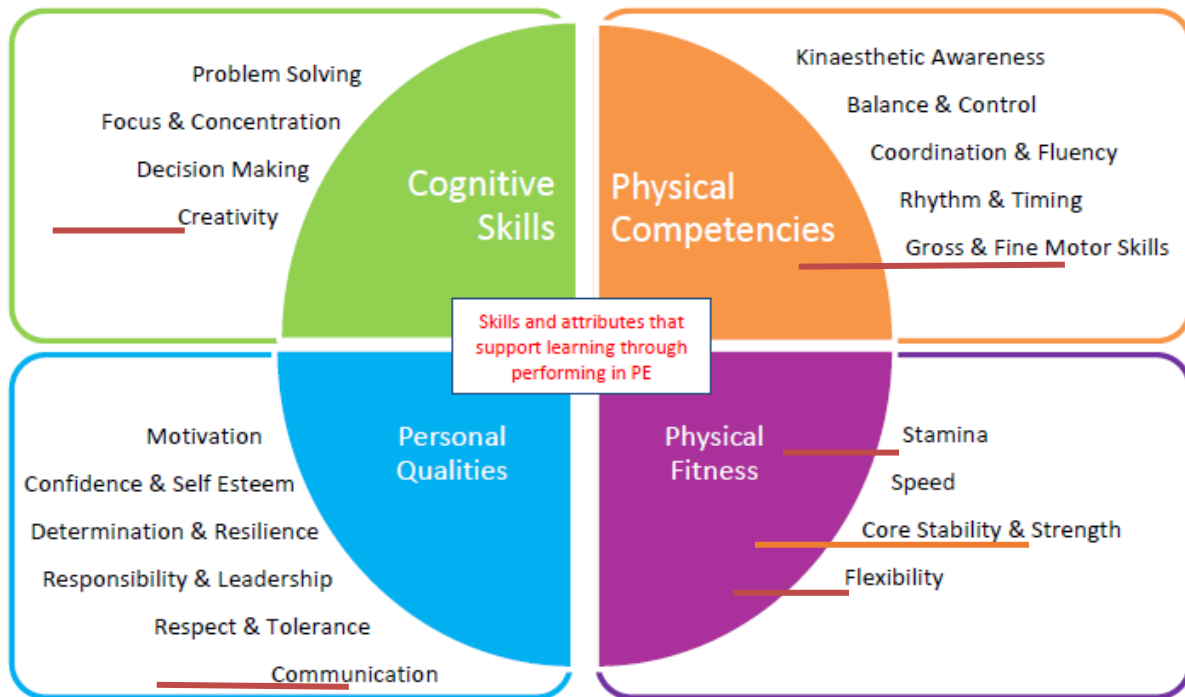 Problem Solving
Focus & Concentration
Decision Making
Creativity
Cognitive
Skills
Physical
Competencies
Kinaesthetic Awareness
Balance & Control
Coordination & Fluency
Rhythm & Timing
Gross & Fine Motor Skills
Skills and attributes that
support learning through
performing in PE
Motivation
Confidence & Self Esteem
Determination & Resilience
Responsibility & Leadership
Respect & Tolerance
Communication
Personal
Qualities
Physical
Fitness
Stamina
Speed
Core Stability & Strength
Flexibility